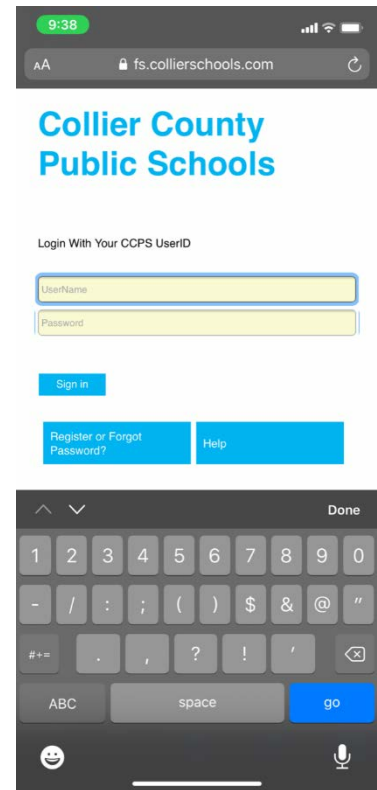 9:38
AA fs.collierschools.com
Collier County
Public Schools
Login With Your CCPS UserID
UserName
Password
Sign in
Register or Forgot
Password?
Help
Done
1 2 3 4 5 6 7 8 9 0
- / : ; ( ) $ & @ "
#+= . , ? ! '
ABC space go